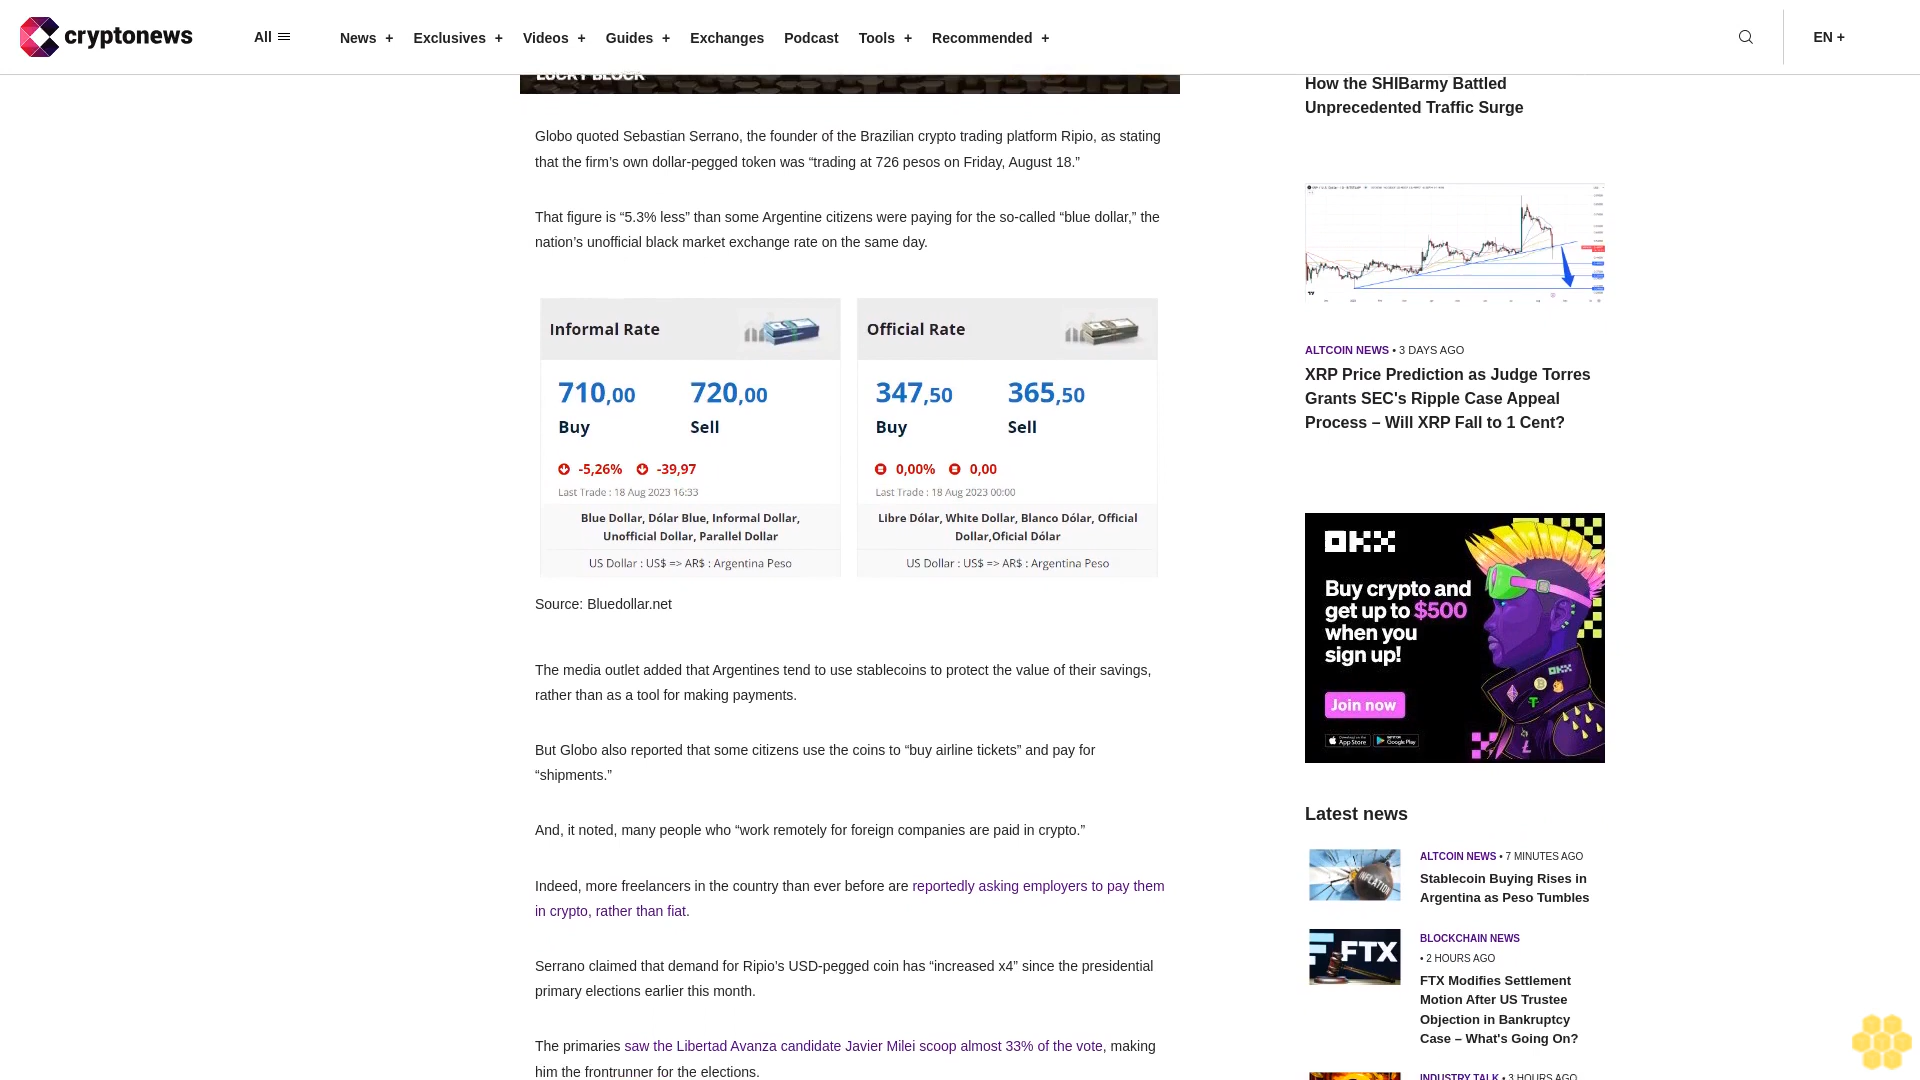 cryptonews
All
News +
Exclusives +
Videos +
Guides +
Exchanges
Podcast
Tools +
Recommended +
EN +
LUCKY BLOCK
Globo quoted Sebastian Serrano, the founder of the Brazilian crypto trading platform Ripio, as stating
that the firm’s own dollar-pegged token was “trading at 726 pesos on Friday, August 18.”
That figure is “5.3% less” than some Argentine citizens were paying for the so-called “blue dollar,” the
nation’s unofficial black market exchange rate on the same day.
Informal Rate
710,00 720,00
Buy Sell
-5,26% -39,97
Last Trade : 18 Aug 2023 16:33
Blue Dollar, Dólar Blue, Informal Dollar,
Unofficial Dollar, Parallel Dollar
US Dollar : US$ => AR$ : Argentina Peso
Official Rate
347,50 365,50
Buy Sell
0,00% 0,00
Last Trade : 18 Aug 2023 00:00
Libre Dólar, White Dollar, Blanco Dólar, Official
Dollar,Oficial Dólar
US Dollar : US$ => AR$ : Argentina Peso
Source: Bluedollar.net
The media outlet added that Argentines tend to use stablecoins to protect the value of their savings,
rather than as a tool for making payments.
But Globo also reported that some citizens use the coins to “buy airline tickets” and pay for
“shipments.”
And, it noted, many people who “work remotely for foreign companies are paid in crypto.”
Indeed, more freelancers in the country than ever before are reportedly asking employers to pay them
in crypto, rather than fiat.
Serrano claimed that demand for Ripio’s USD-pegged coin has “increased x4” since the presidential
primary elections earlier this month.
The primaries saw the Libertad Avanza candidate Javier Milei scoop almost 33% of the vote, making
him the frontrunner for the elections.
How the SHIBarmy Battled
Unprecedented Traffic Surge
ALTCOIN NEWS • 3 DAYS AGO
XRP Price Prediction as Judge Torres
Grants SEC's Ripple Case Appeal
Process – Will XRP Fall to 1 Cent?
OKX
Buy crypto and
get up to $500
when you
sign up!
OKX
Join now
App Store
Google Play
Latest news
INFLATION
ALTCOIN NEWS • 7 MINUTES AGO
Stablecoin Buying Rises in
Argentina as Peso Tumbles
FTX
BLOCKCHAIN NEWS
• 2 HOURS AGO
FTX Modifies Settlement
Motion After US Trustee
Objection in Bankruptcy
Case – What's Going On?
INDUSTRY TALK • 3 HOURS AGO